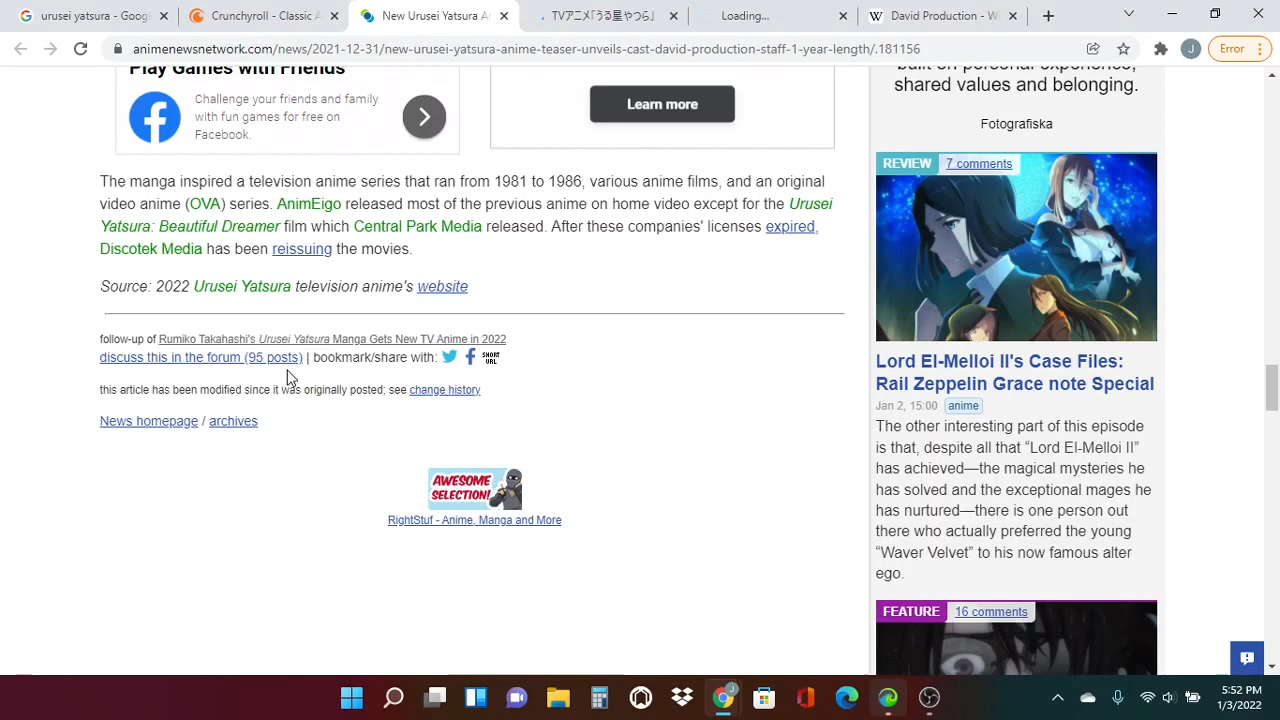 urusei yatsura - Goog
Crunchyroll - Classic A
New Urusei Yatsura A
TVアニメ「うる星やつら」
Loading...
David Production - Wi
animenewsnetwork.com/news/2021-12-31/new-urusei-yatsura-anime-teaser-unveils-cast-david-production-staff-1-year-length/.181156
J
Error
Play Games with Friends
Challenge your friends and family
with fun games for free on
Facebook.
Learn more
The manga inspired a television anime series that ran from 1981 to 1986, various anime films, and an original
video anime (OVA) series. AnimEigo released most of the previous anime on home video except for the Urusei
Yatsura: Beautiful Dreamer film which Central Park Media released. After these companies' licenses expired,
Discotek Media has been reissuing the movies.
Source: 2022 Urusei Yatsura television anime's website
follow-up of Rumiko Takahashi's Urusei Yatsura Manga Gets New TV Anime in 2022
discuss this in the forum (95 posts) | bookmark/share with: SHORT
URL
this article has been modified since it was originally posted; see change history
News homepage / archives
AWESOME
SELECTION!
RightStuf - Anime, Manga and More
built on personal experience,
shared values and belonging.
Fotografiska
REVIEW 7 comments
Lord El-Melloi II's Case Files:
Rail Zeppelin Grace note Special
Jan 2, 15:00 anime
The other interesting part of this episode
is that, despite all that “Lord El-Melloi II”
has achieved—the magical mysteries he
has solved and the exceptional mages he
has nurtured—there is one person out
there who actually preferred the young
“Waver Velvet” to his now famous alter
ego.
FEATURE 16 comments
5:52 PM
1/3/2022